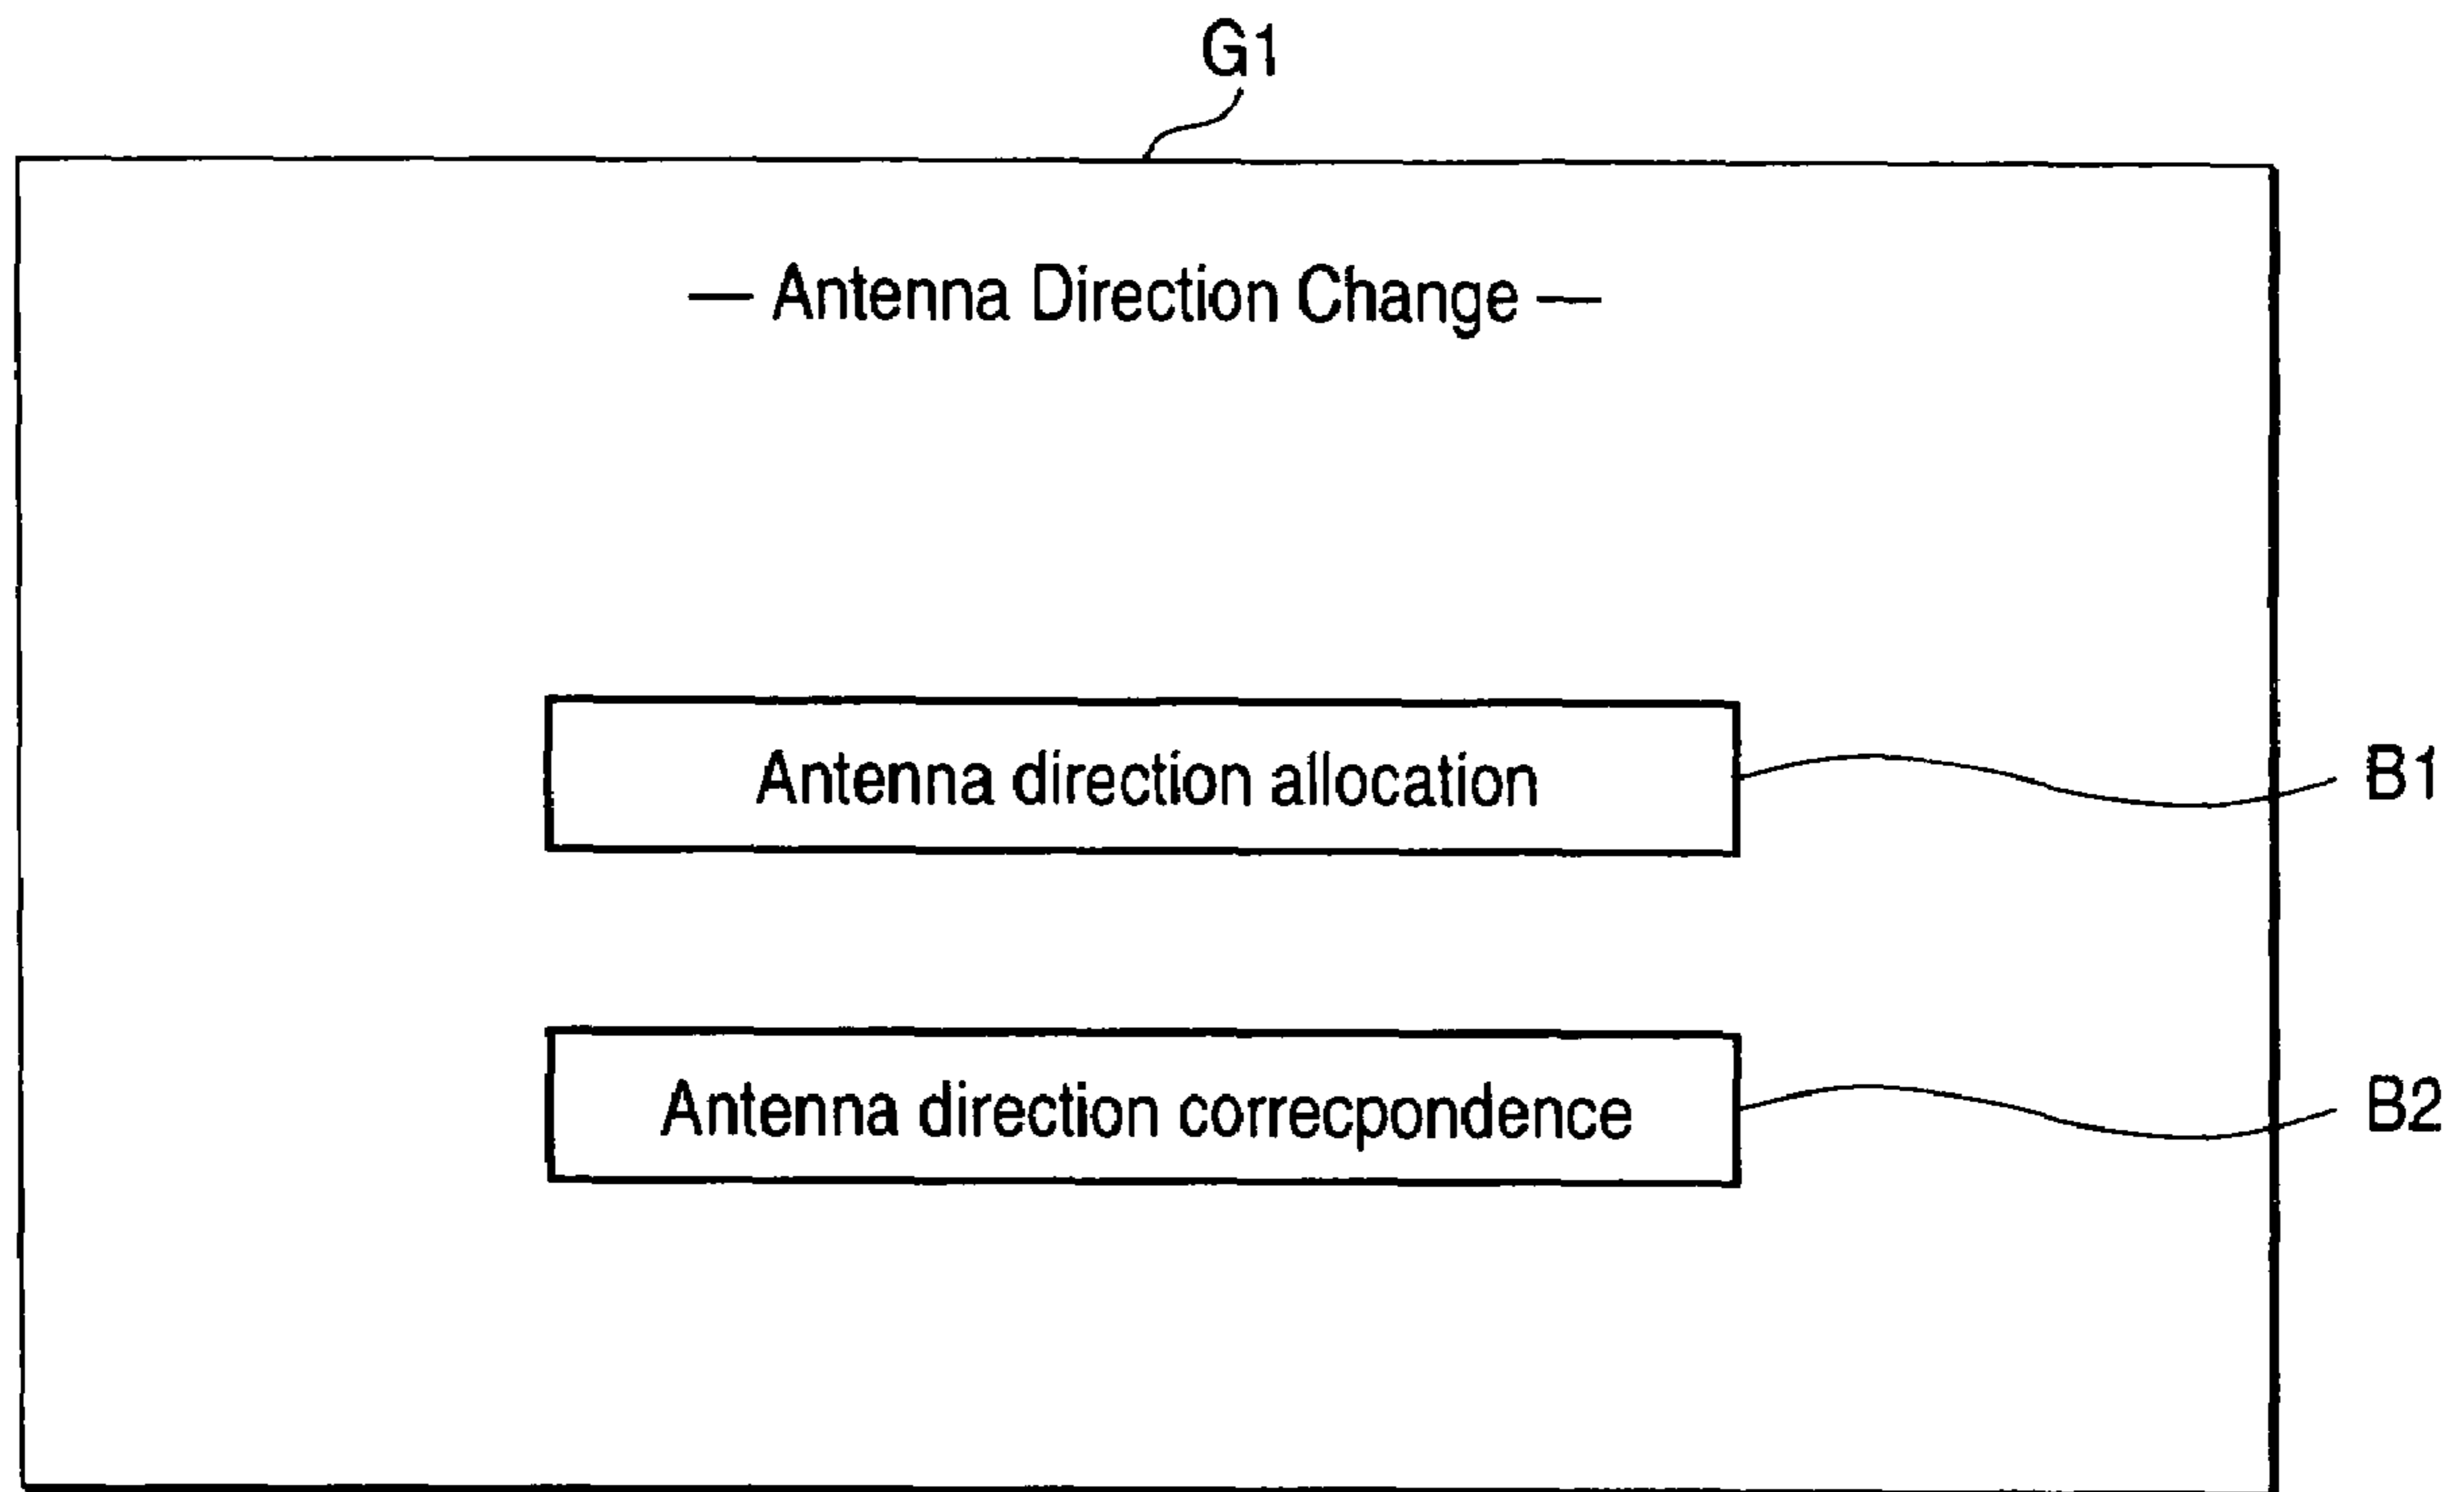 G1
— Antenna Direction Change —
Antenna direction allocation
B1
Antenna direction correcpondence
B2